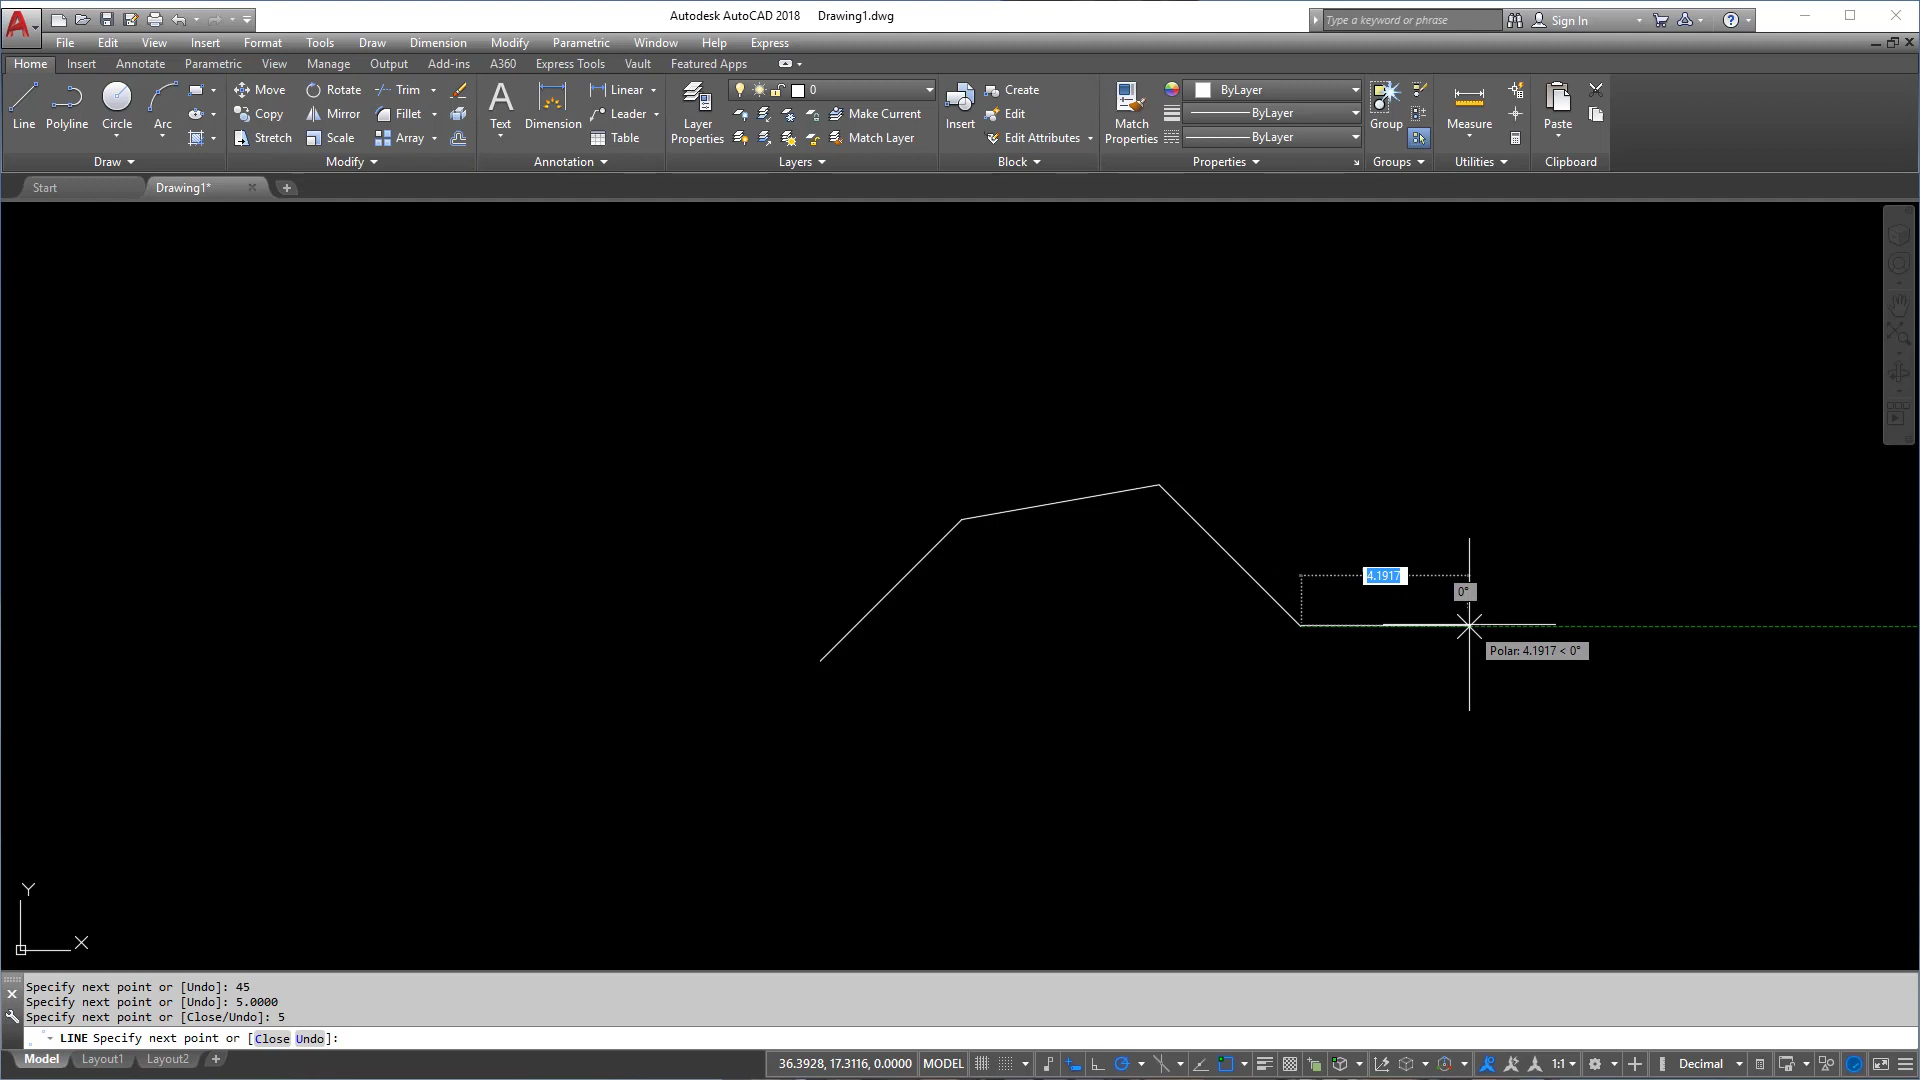 Autodesk AutoCAD 2018 Drawing1.dwg
Type a keyword or phrase
Sign In
File Edit View Insert Format Tools Draw Dimension Modify Parametric Window Help Express
Home Insert Annotate Parametric View Manage Output Add-ins A360 Express Tools Vault Featured Apps
Line Polyline Circle Arc
Draw
Move Rotate Trim
Copy Mirror Fillet
Stretch Scale Array
Modify
Text Dimension
Linear
Leader
Table
Annotation
Layer Properties
0
Make Current
Match Layer
Layers
Insert
Create
Edit
Edit Attributes
Block
Match Properties
ByLayer
ByLayer
ByLayer
Properties
Group
Groups
Measure
Utilities
Paste
Clipboard
Start Drawing1*
4.1917
0°
Polar: 4.1917 < 0°
Y
X
Specify next point or [Undo]: 45
Specify next point or [Undo]: 5.0000
Specify next point or [Close/Undo]: 5
LINE Specify next point or [Close Undo]:
Model Layout1 Layout2
36.3928, 17.3116, 0.0000 MODEL 1:1 Decimal